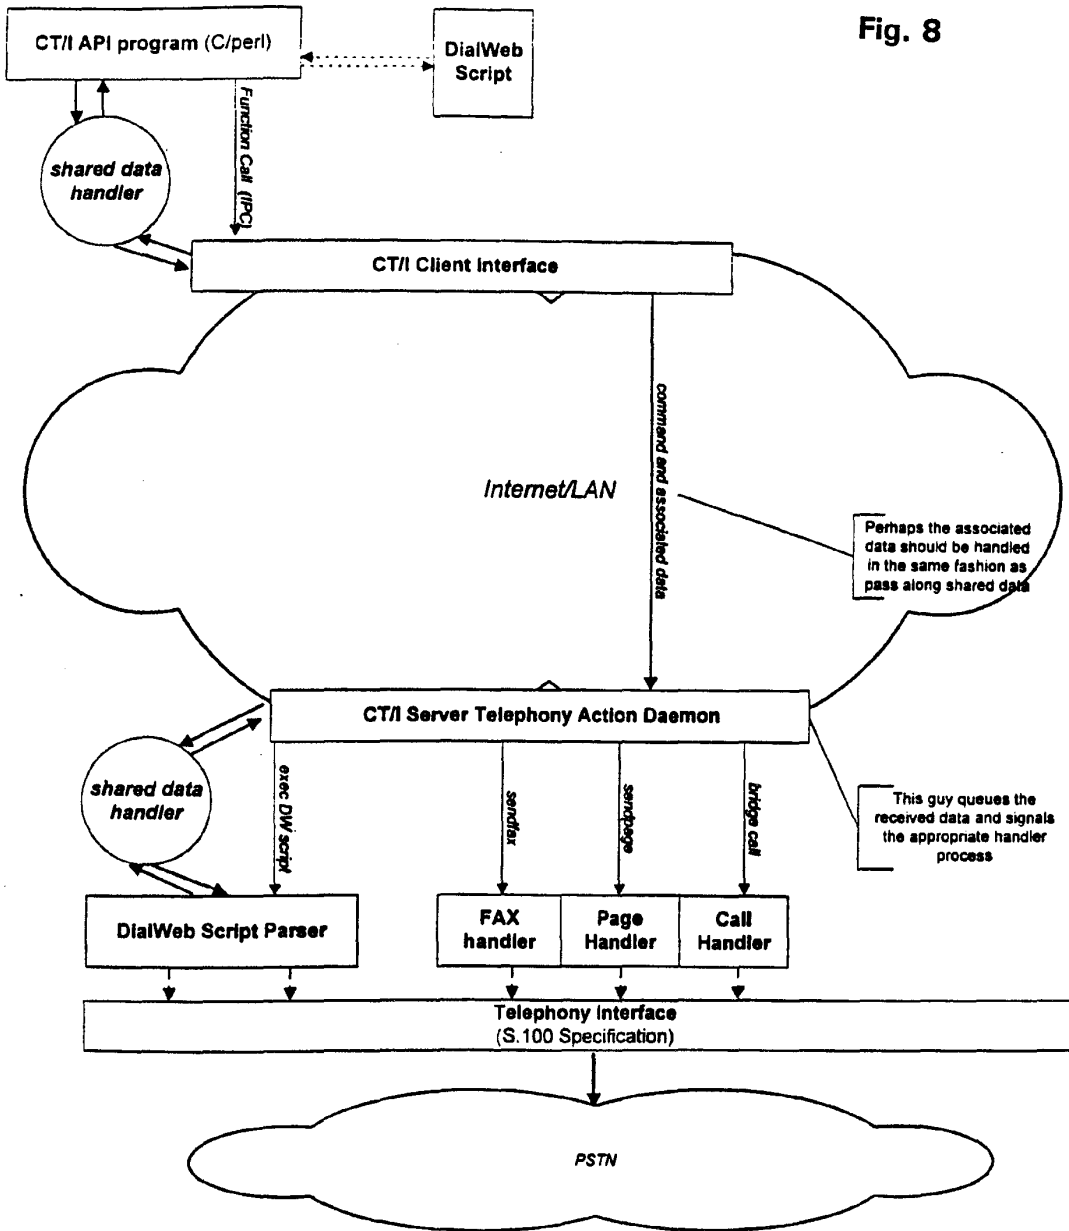 Fig. 8
CT/I API program (C/perl)
DialWeb
Script
Function Call (IPC)
shared data
handler
CT/I Client Interface
command and associated data
Internet/LAN
Perhaps the associated
data should be handled
in the same fashion as
pass along shared data
CT/I Server Telephony Action Daemon
shared data
handler
exec DW script
sendfax
sendpage
bridge call
This guy queues the
received data and signals
the appropriate handler
process
DialWeb Script Parser
FAX
handler
Page
Handler
Call
Handler
Telephony Interface
(S.100 Specification)
PSTN